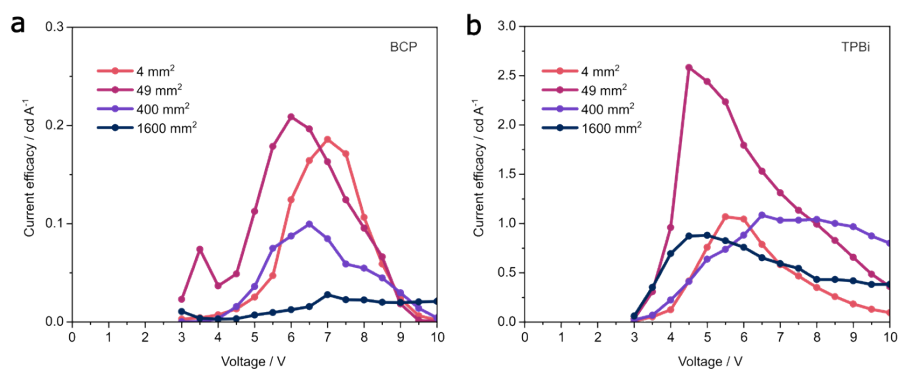 a
BCP
4 mm²
49 mm²
400 mm²
1600 mm²
Current efficacy / cd A⁻¹
0.3
0.2
0.1
0.0
0 1 2 3 4 5 6 7 8 9 10
Voltage / V
b
TPBi
4 mm²
49 mm²
400 mm²
1600 mm²
Current efficacy / cd A⁻¹
3.0
2.5
2.0
1.5
1.0
0.5
0.0
0 1 2 3 4 5 6 7 8 9 10
Voltage / V